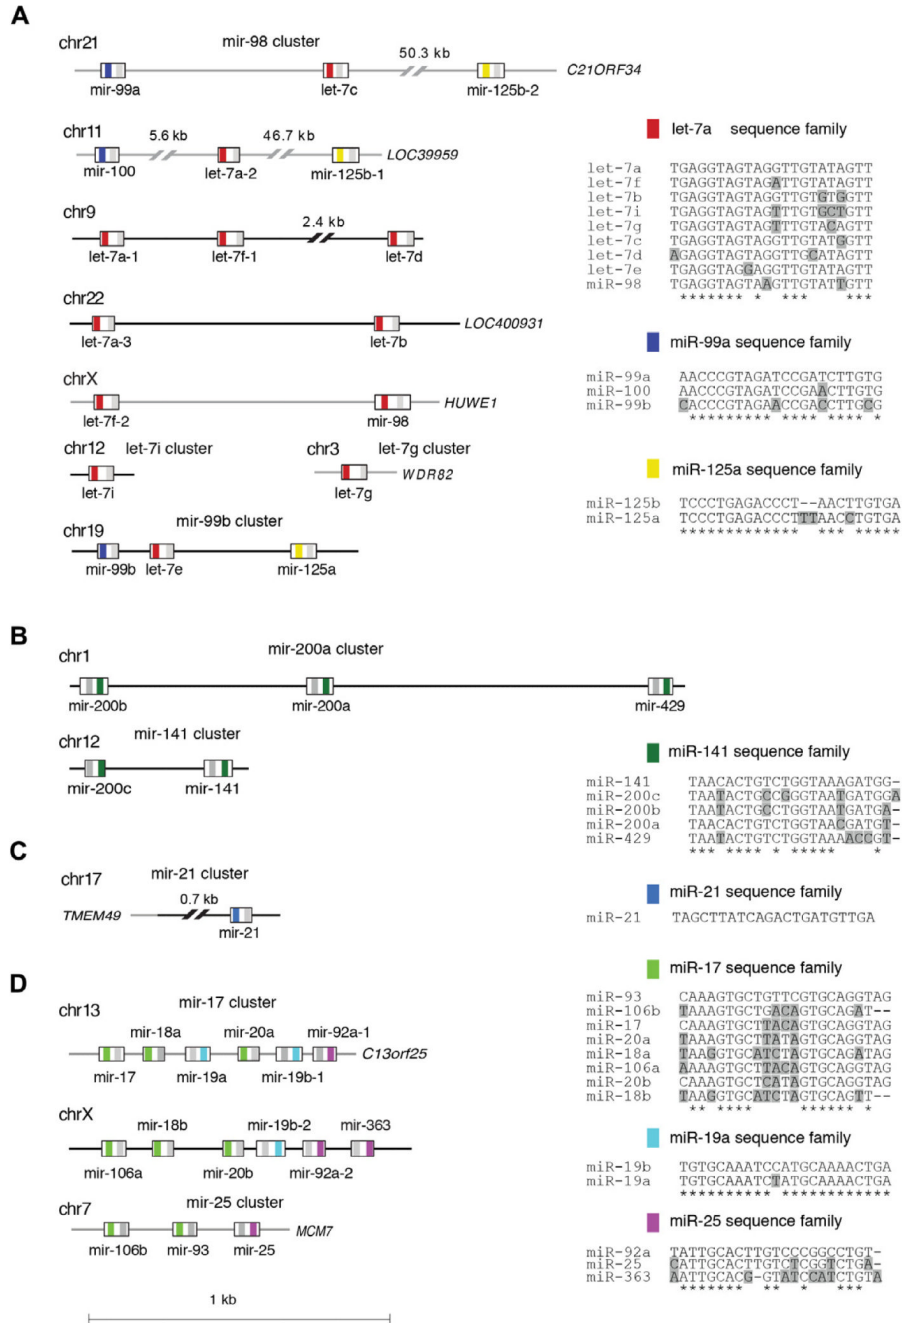 A
chr21
mir-98 cluster
50.3 kb
C21ORF34
mir-99a
let-7c
mir-125b-2
chr11
5.6 kb
46.7 kb
LOC39959
mir-100
let-7a-2
mir-125b-1
chr9
2.4 kb
let-7a-1
let-7f-1
let-7d
chr22
LOC400931
let-7a-3
let-7b
chrX
HUWE1
let-7f-2
mir-98
chr12
let-7i cluster
let-7i
chr3
let-7g cluster
WDR82
let-7g
chr19
mir-99b cluster
mir-99b
let-7e
mir-125a
let-7a sequence family
let-7a TGAGGTAGTAGGTTGTATAGTT
let-7f TGAGGTAGTAGATTGTATAGTT
let-7b TGAGGTAGTAGGTTGTGTGGTT
let-7i TGAGGTAGTAGTTTGTGCTGTT
let-7g TGAGGTAGTAGTTTGTACAGTT
let-7c TGAGGTAGTAGGTTGTATGGTT
let-7d AGAGGTAGTAGGTTGCATAGTT
let-7e TGAGGTAGGAGGTTGTATAGTT
miR-98 TGAGGTAGTAAGTTGTATTGTT
******* * *** ***
miR-99a sequence family
miR-99a AACCCGTAGATCCGATCTTGTG
miR-100 AACCCGTAGATCCGAACTTGTG
miR-99b CACCCGTAGAACCGACCTTGCG
********* **** **** *
miR-125a sequence family
miR-125b TCCCTGAGACCCT--AACTTGTGA
miR-125a TCCCTGAGACCCTTTAACCTGTGA
************* *** *****
B
chr1
mir-200a cluster
mir-200b
mir-200a
mir-429
chr12
mir-141 cluster
mir-200c
mir-141
miR-141 sequence family
miR-141 TAACACTGTCTGGTAAAGATGG-
miR-200c TAATACTGCCGGGTAATGATGGA
miR-200b TAATACTGCCTGGTAATGATGA-
miR-200a TAACACTGTCTGGTAACGATGT-
miR-429 TAATACTGTCTGGTAAAACCGT-
*** **** * ***** *
C
chr17
mir-21 cluster
0.7 kb
TMEM49
mir-21
miR-21 sequence family
miR-21 TAGCTTATCAGACTGATGTTGA
D
chr13
mir-17 cluster
mir-18a
mir-20a
mir-92a-1
C13orf25
mir-17
mir-19a
mir-19b-1
chrX
mir-18b
mir-19b-2
mir-363
mir-106a
mir-20b
mir-92a-2
chr7
mir-25 cluster
MCM7
mir-106b
mir-93
mir-25
1 kb
miR-17 sequence family
miR-93 CAAAGTGCTGTTCGTGCAGGTAG
miR-106b TAAAGTGCTGACAGTGCAGAT--
miR-17 CAAAGTGCTTACAGTGCAGGTAG
miR-20a TAAAGTGCTTATAGTGCAGGTAG
miR-18a TAAGGTGCATCTAGTGCAGATAG
miR-106a AAAAGTGCTTACAGTGCAGGTAG
miR-20b CAAAGTGCTCATAGTGCAGGTAG
miR-18b TAAGGTGCATCTAGTGCAGTT--
** **** ****** *
miR-19a sequence family
miR-19b TGTGCAAATCCATGCAAAACTGA
miR-19a TGTGCAAATCTATGCAAAACTGA
********** ************
miR-25 sequence family
miR-92a TATTGCACTTGTCCCGGCCTGT-
miR-25 CATTGCACTTGTCTCGGTCTGA-
miR-363 AATTGCACG-GTATCCATCTGTA
******* ** * ***